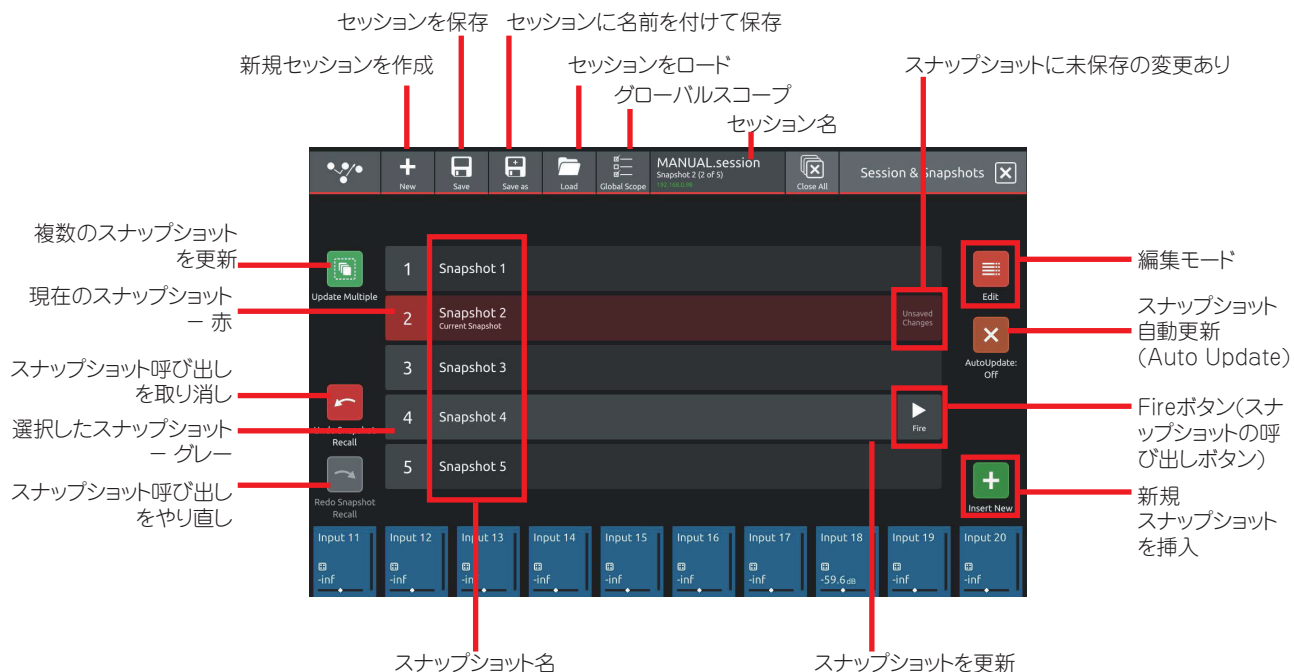 セッションを保存
セッションに名前を付けて保存
新規セッションを作成
セッションをロード
スナップショットに未保存の変更あり
グローバルスコープ
セッション名
New
Save
Save as
Load
Global Scope
MANUAL.session
Snapshot 2 (2 of 5)
192.168.0.98
Close All
Session & Snapshots
複数のスナップショット
を更新
現在のスナップショット
− 赤
スナップショット呼び出し
を取り消し
選択したスナップショット
− グレー
スナップショット呼び出し
をやり直し
Update Multiple
Undo Snapshot
Recall
Redo Snapshot
Recall
1 Snapshot 1
2 Snapshot 2
Current Snapshot
Unsaved
Changes
3 Snapshot 3
4 Snapshot 4
Fire
5 Snapshot 5
Edit
AutoUpdate:
Off
Insert New
編集モード
スナップショット
自動更新
(Auto Update)
Fireボタン(スナ
ップショットの呼
び出しボタン)
新規
スナップショット
を挿入
Input 11 Input 12 Input 13 Input 14 Input 15 Input 16 Input 17 Input 18 Input 19 Input 20
-inf -inf -inf -inf -inf -inf -inf -59.6 dB -inf -inf
スナップショット名
スナップショットを更新